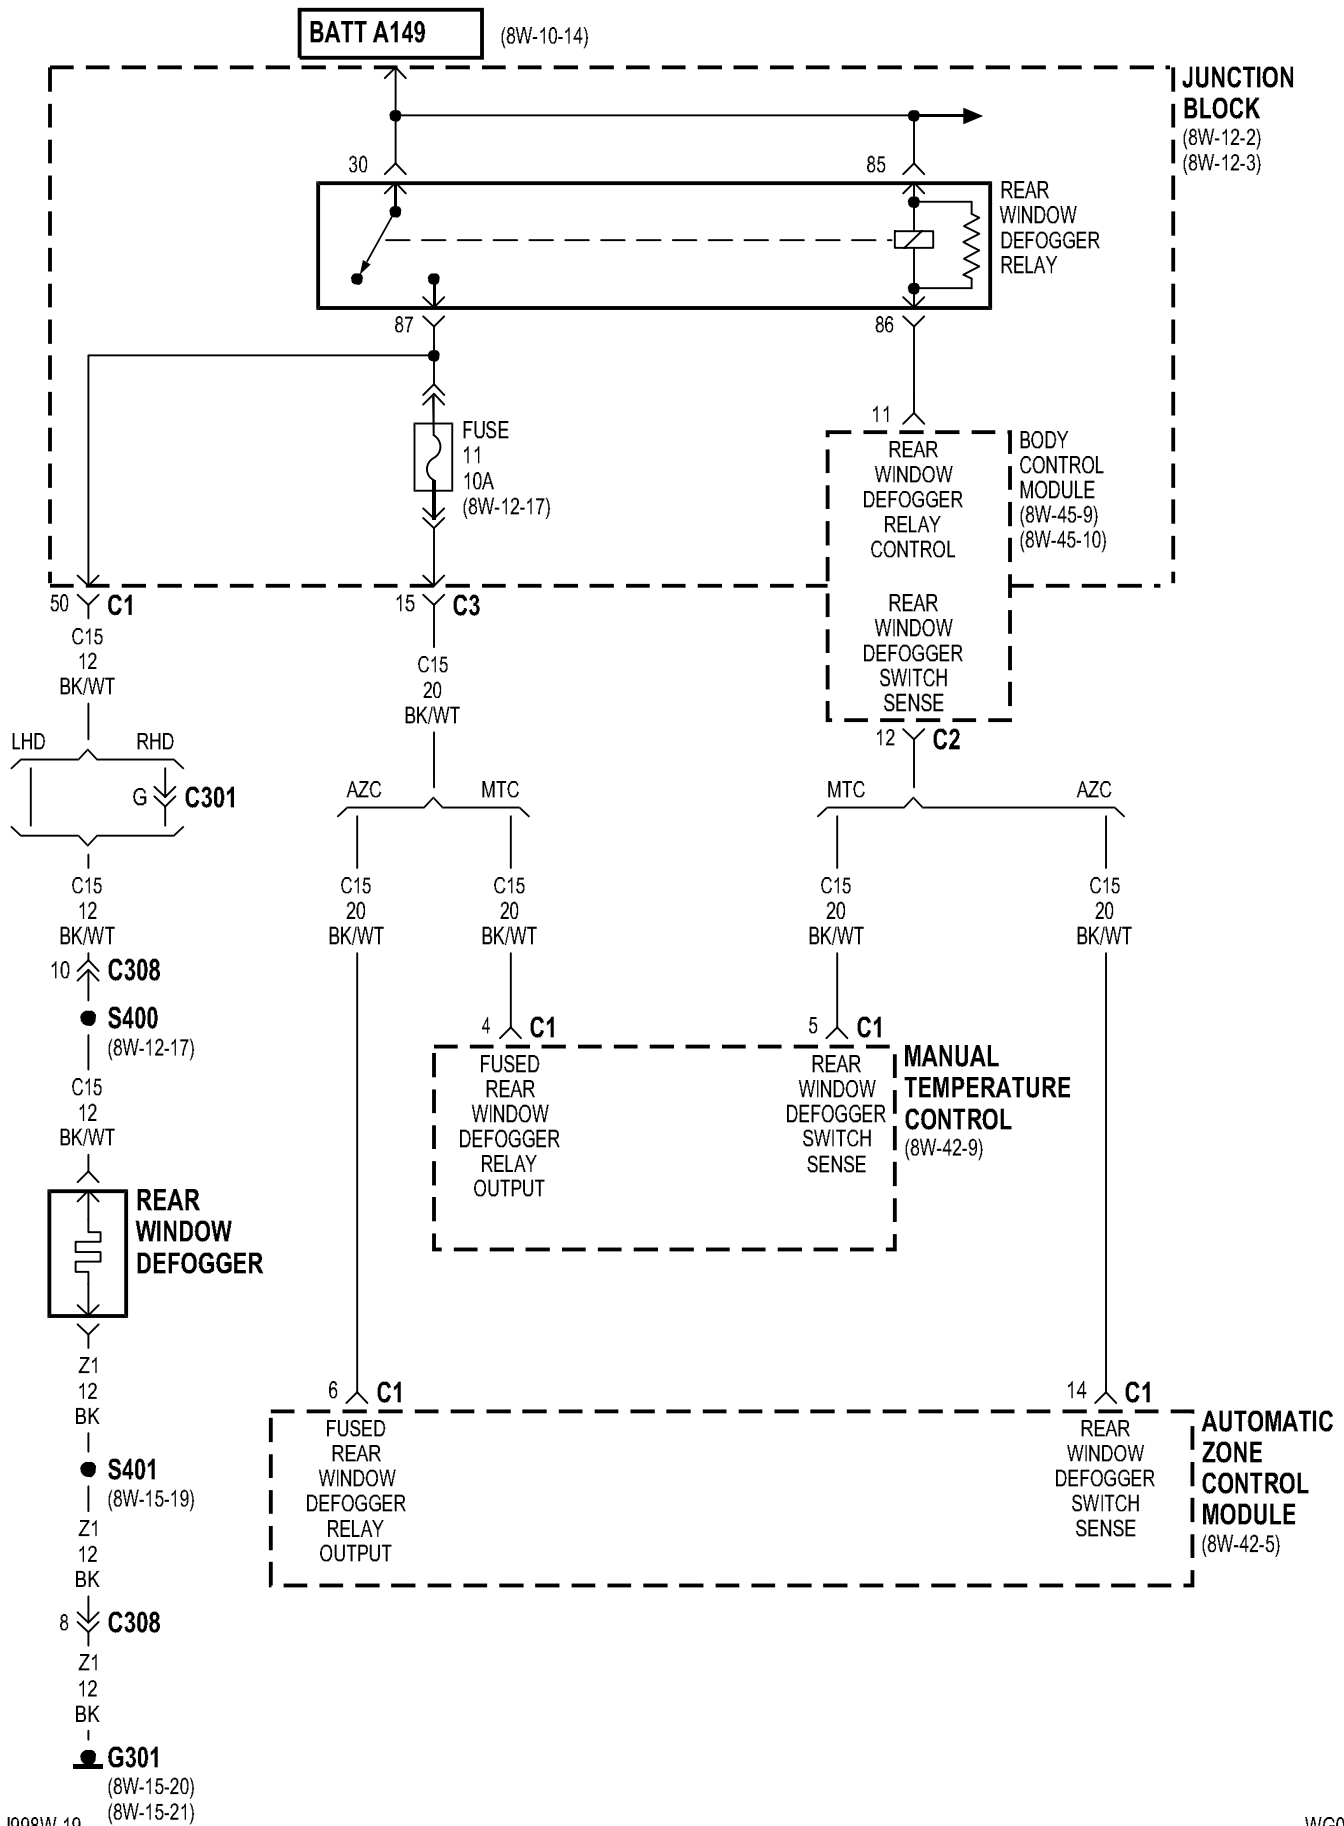 BATT A149
(8W-10-14)
JUNCTION
BLOCK
(8W-12-2)
(8W-12-3)
30
85
REAR
WINDOW
DEFOGGER
RELAY
87
86
FUSE
11
10A
(8W-12-17)
11
REAR
WINDOW
DEFOGGER
RELAY
CONTROL
BODY
CONTROL
MODULE
(8W-45-9)
(8W-45-10)
REAR
WINDOW
DEFOGGER
SWITCH
SENSE
50
C1
15
C3
C15
12
BK/WT
C15
20
BK/WT
12
C2
LHD
RHD
G
C301
AZC
MTC
MTC
AZC
C15
12
BK/WT
C15
20
BK/WT
C15
20
BK/WT
C15
20
BK/WT
C15
20
BK/WT
10
C308
S400
(8W-12-17)
C15
12
BK/WT
4
C1
5
C1
FUSED
REAR
WINDOW
DEFOGGER
RELAY
OUTPUT
REAR
WINDOW
DEFOGGER
SWITCH
SENSE
MANUAL
TEMPERATURE
CONTROL
(8W-42-9)
REAR
WINDOW
DEFOGGER
Z1
12
BK
6
C1
14
C1
FUSED
REAR
WINDOW
DEFOGGER
RELAY
OUTPUT
REAR
WINDOW
DEFOGGER
SWITCH
SENSE
AUTOMATIC
ZONE
CONTROL
MODULE
(8W-42-5)
S401
(8W-15-19)
Z1
12
BK
8
C308
Z1
12
BK
G301
(8W-15-20)
(8W-15-21)